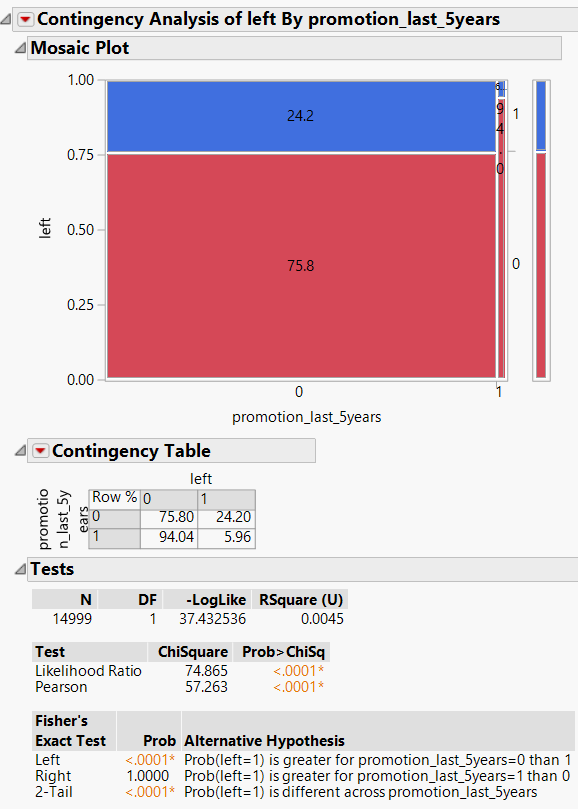 Contingency Analysis of left By promotion_last_5years
Mosaic Plot
1.00
0.75
0.50
0.25
0.00
left
24.2
75.8
6
94.0
1
0
0
1
promotion_last_5years
Contingency Table
left
promotio
n_last_5y
ears
Row % 0 1
0 75.80 24.20
1 94.04 5.96
Tests
N DF -LogLike RSquare (U)
14999 1 37.432536 0.0045
Test ChiSquare Prob>ChiSq
Likelihood Ratio 74.865 <.0001*
Pearson 57.263 <.0001*
Fisher's
Exact Test Prob Alternative Hypothesis
Left <.0001* Prob(left=1) is greater for promotion_last_5years=0 than 1
Right 1.0000 Prob(left=1) is greater for promotion_last_5years=1 than 0
2-Tail <.0001* Prob(left=1) is different across promotion_last_5years